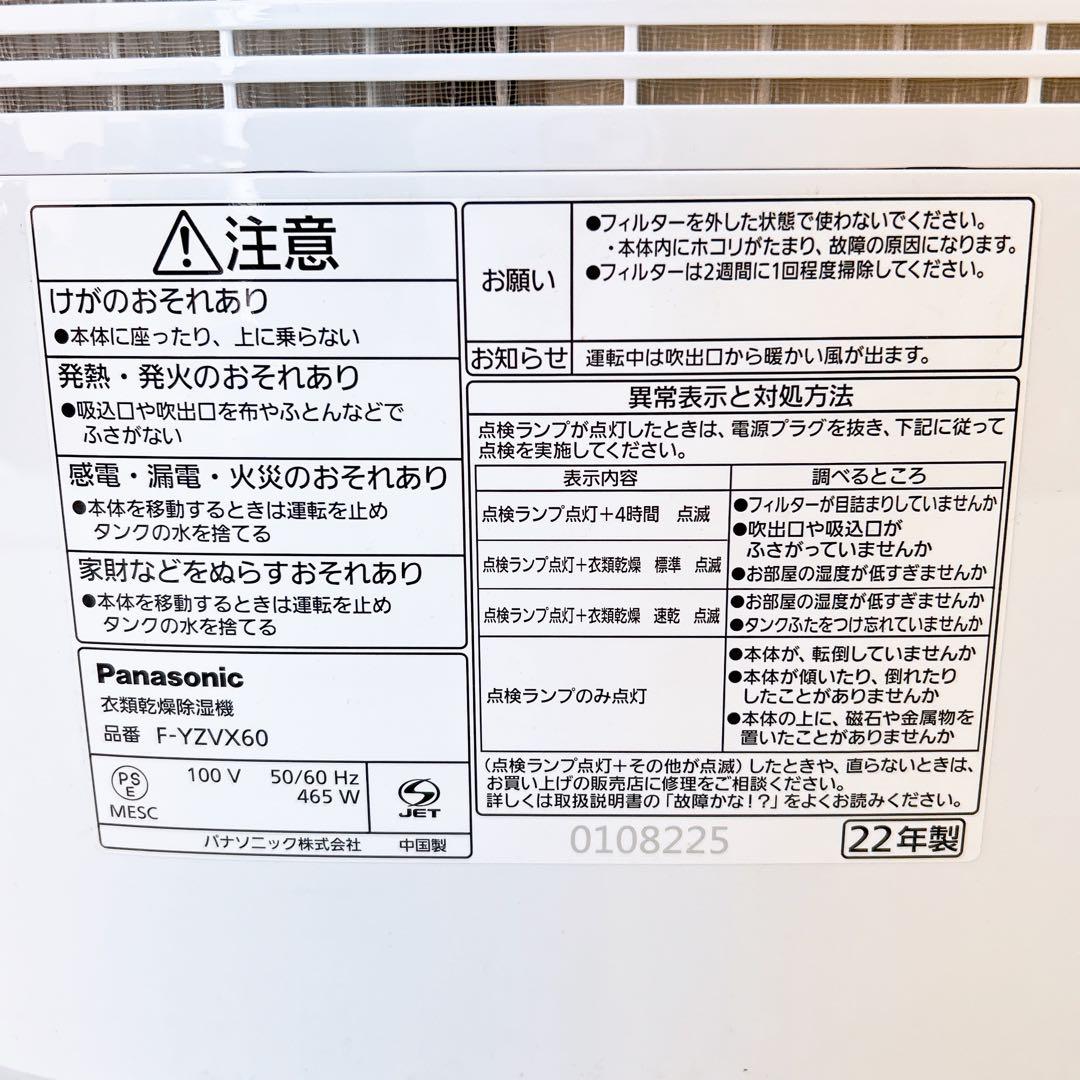 注意
けがのおそれあり
●本体に座ったり、上に乗らない
発熱・発火のおそれあり
●吸込口や吹出口を布やふとんなどで
ふさがない
感電・漏電・火災のおそれあり
●本体を移動するときは運転を止め
タンクの水を捨てる
家財などをぬらすおそれあり
●本体を移動するときは運転を止め
タンクの水を捨てる
Panasonic
衣類乾燥除湿機
品番 F-YZVX60
PS
E
MESC
100 V 50/60 Hz
465 W
S
JET
パナソニック株式会社 中国製
お願い
●フィルターを外した状態で使わないでください。
・本体内にホコリがたまり、故障の原因になります。
●フィルターは2週間に1回程度掃除してください。
お知らせ
運転中は吹出口から暖かい風が出ます。
異常表示と対処方法
点検ランプが点灯したときは、電源プラグを抜き、下記に従って
点検を実施してください。
表示内容 調べるところ
点検ランプ点灯+4時間 点滅
点検ランプ点灯+衣類乾燥 標準 点滅
●フィルターが目詰まりしていませんか
●吹出口や吸込口が
ふさがっていませんか
●お部屋の湿度が低すぎませんか
点検ランプ点灯+衣類乾燥 速乾 点滅
●お部屋の湿度が低すぎませんか
●タンクふたをつけ忘れていませんか
点検ランプのみ点灯
●本体が、転倒していませんか
●本体が傾いたり、倒れたり
したことがありませんか
●本体の上に、磁石や金属物を
置いたことがありませんか
(点検ランプ点灯+その他が点滅)したときや、直らないときは、
お買い上げの販売店に修理をご相談ください。
詳しくは取扱説明書の「故障かな!?」をよくお読みください。
0108225
22年製